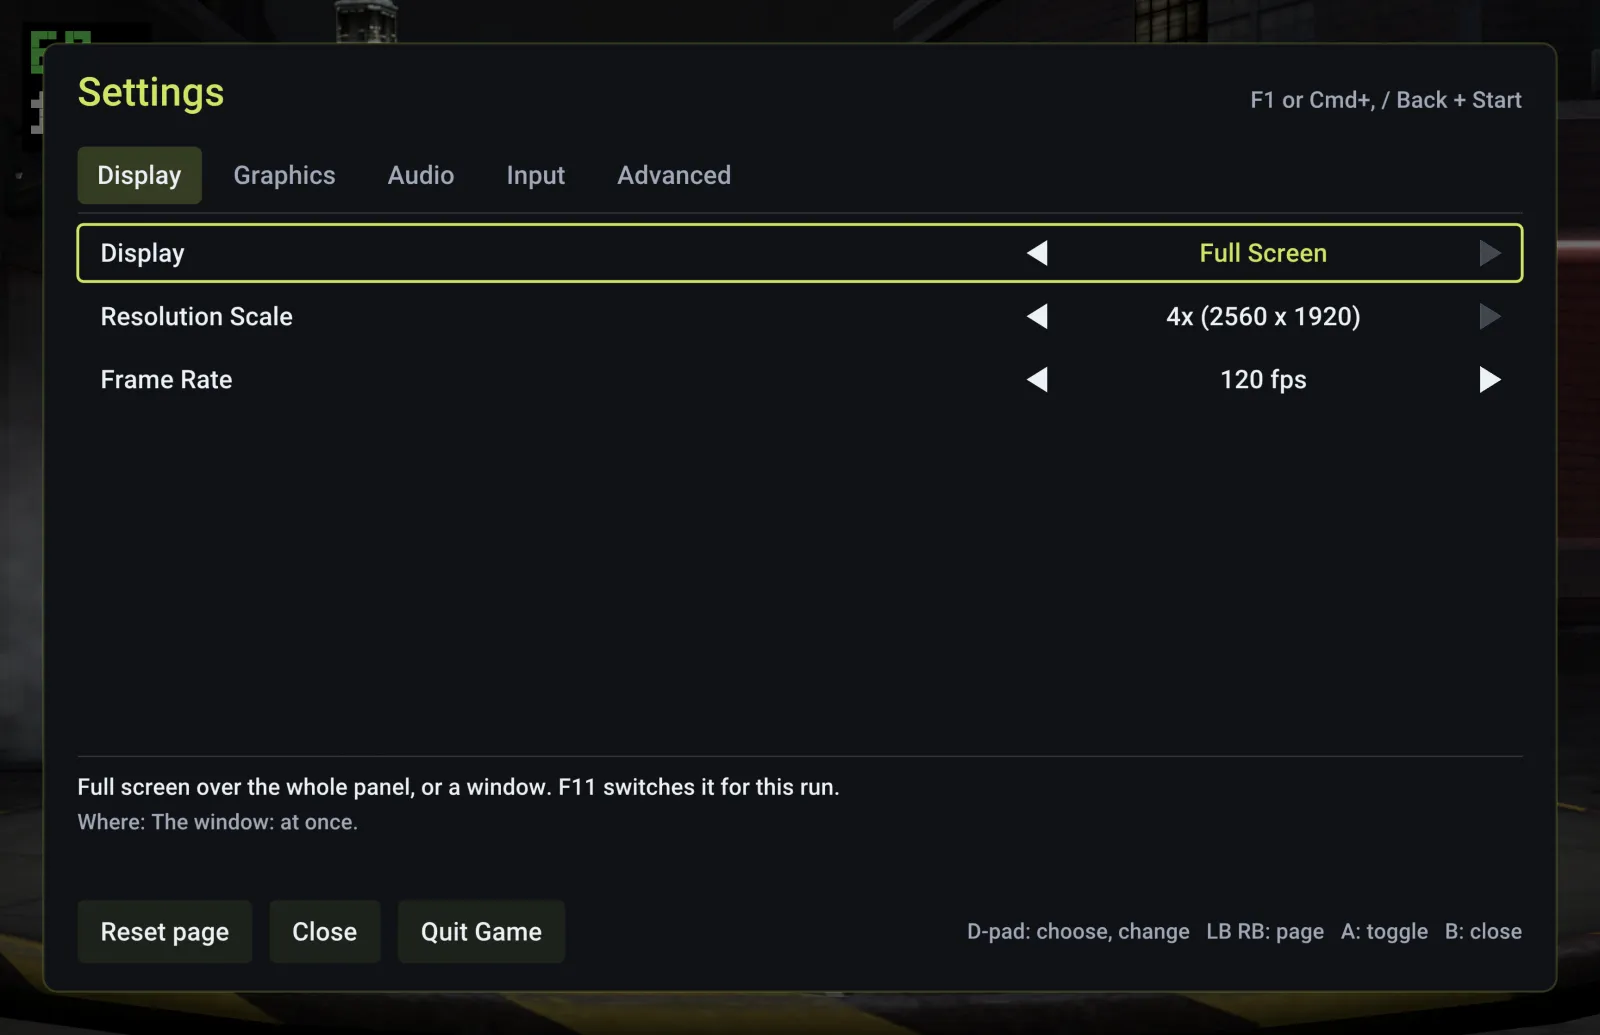 Settings
F1 or Cmd+, / Back + Start
Display Graphics Audio Input Advanced
Display Full Screen
Resolution Scale 4x (2560 x 1920)
Frame Rate 120 fps
Full screen over the whole panel, or a window. F11 switches it for this run.
Where: The window: at once.
Reset page Close Quit Game
D-pad: choose, change LB RB: page A: toggle B: close